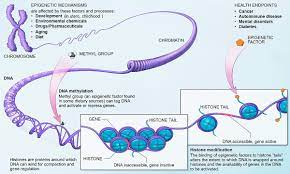 EPIGENETIC MECHANISMS
are affected by these factors and processes:
• Development (in utero, childhood)
• Environmental chemicals
• Drugs/Pharmaceuticals
• Aging
• Diet
HEALTH ENDPOINTS
• Cancer
• Autoimmune disease
• Mental disorders
• Diabetes
EPIGENETIC
FACTOR
CHROMOSOME
METHYL GROUP
CHROMATIN
DNA
DNA methylation
Methyl group (an epigenetic factor found
in some dietary sources) can tag DNA
and activate or repress genes.
HISTONE TAIL
GENE
HISTONE TAIL
DNA accessible, gene active
Histones are proteins around which
DNA can wind for compaction and
gene regulation.
HISTONE
DNA inaccessible, gene inactive
Histone modification
The binding of epigenetic factors to histone "tails"
alters the extent to which DNA is wrapped around
histones and the availability of genes in the DNA
to be activated.